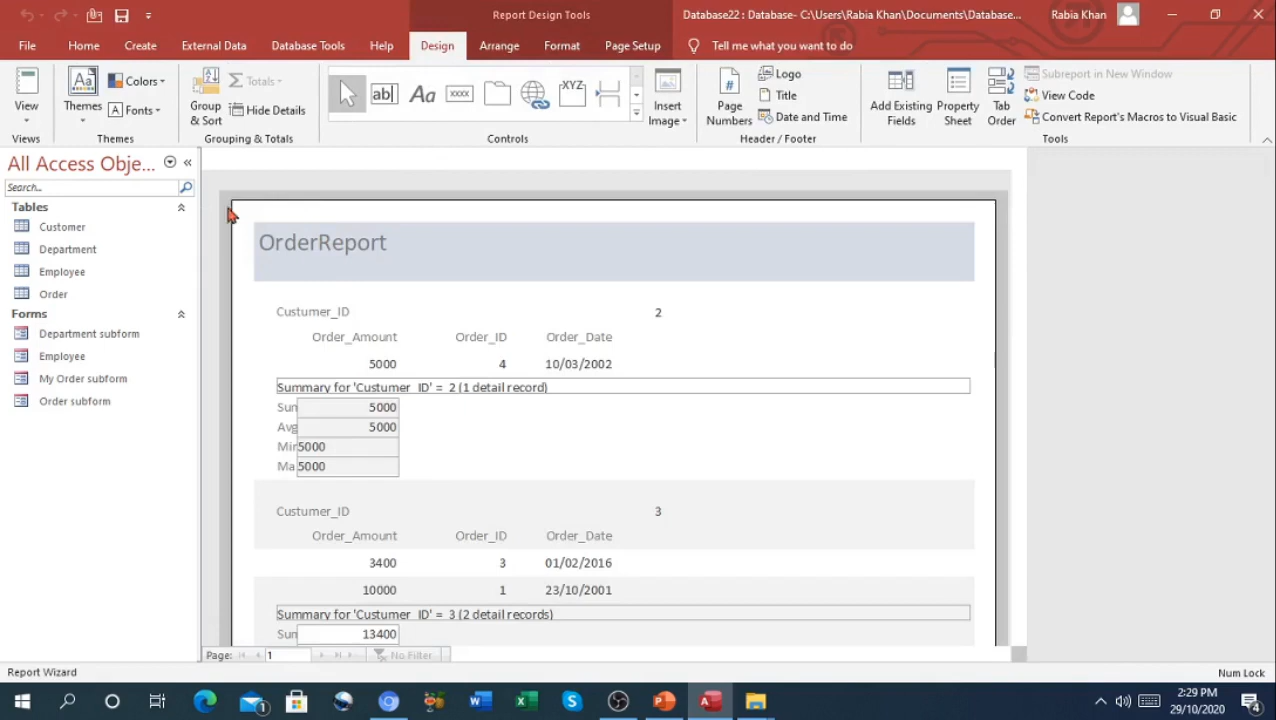 Report Design Tools
Database22 : Database- C:\Users\Rabia Khan\Documents\Database...
Rabia Khan
File
Home
Create
External Data
Database Tools
Help
Design
Arrange
Format
Page Setup
Tell me what you want to do
View
Themes
Colors
Fonts
Group & Sort
Totals
Hide Details
ab|
Aa
xxxx
XYZ
Insert Image
Page Numbers
Logo
Title
Date and Time
Add Existing Fields
Property Sheet
Tab Order
Subreport in New Window
View Code
Convert Report's Macros to Visual Basic
Views
Themes
Grouping & Totals
Controls
Header / Footer
Tools
All Access Obje...
Search...
Tables
Customer
Department
Employee
Order
Forms
Department subform
Employee
My Order subform
Order subform
OrderReport
Custumer_ID 2
Order_Amount Order_ID Order_Date
5000 4 10/03/2002
Summary for 'Custumer_ID' = 2 (1 detail record)
Sun 5000
Avg 5000
Min 5000
Ma 5000
Custumer_ID 3
Order_Amount Order_ID Order_Date
3400 3 01/02/2016
10000 1 23/10/2001
Summary for 'Custumer_ID' = 3 (2 detail records)
Sun 13400
Page: 1 No Filter
Report Wizard
Num Lock
2:29 PM
29/10/2020
1
4